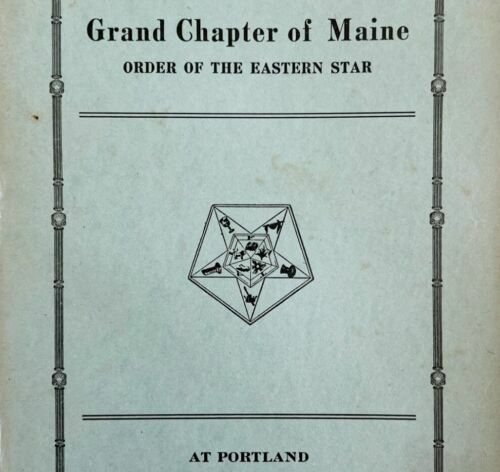 Grand Chapter of Maine
ORDER OF THE EASTERN STAR
AT PORTLAND